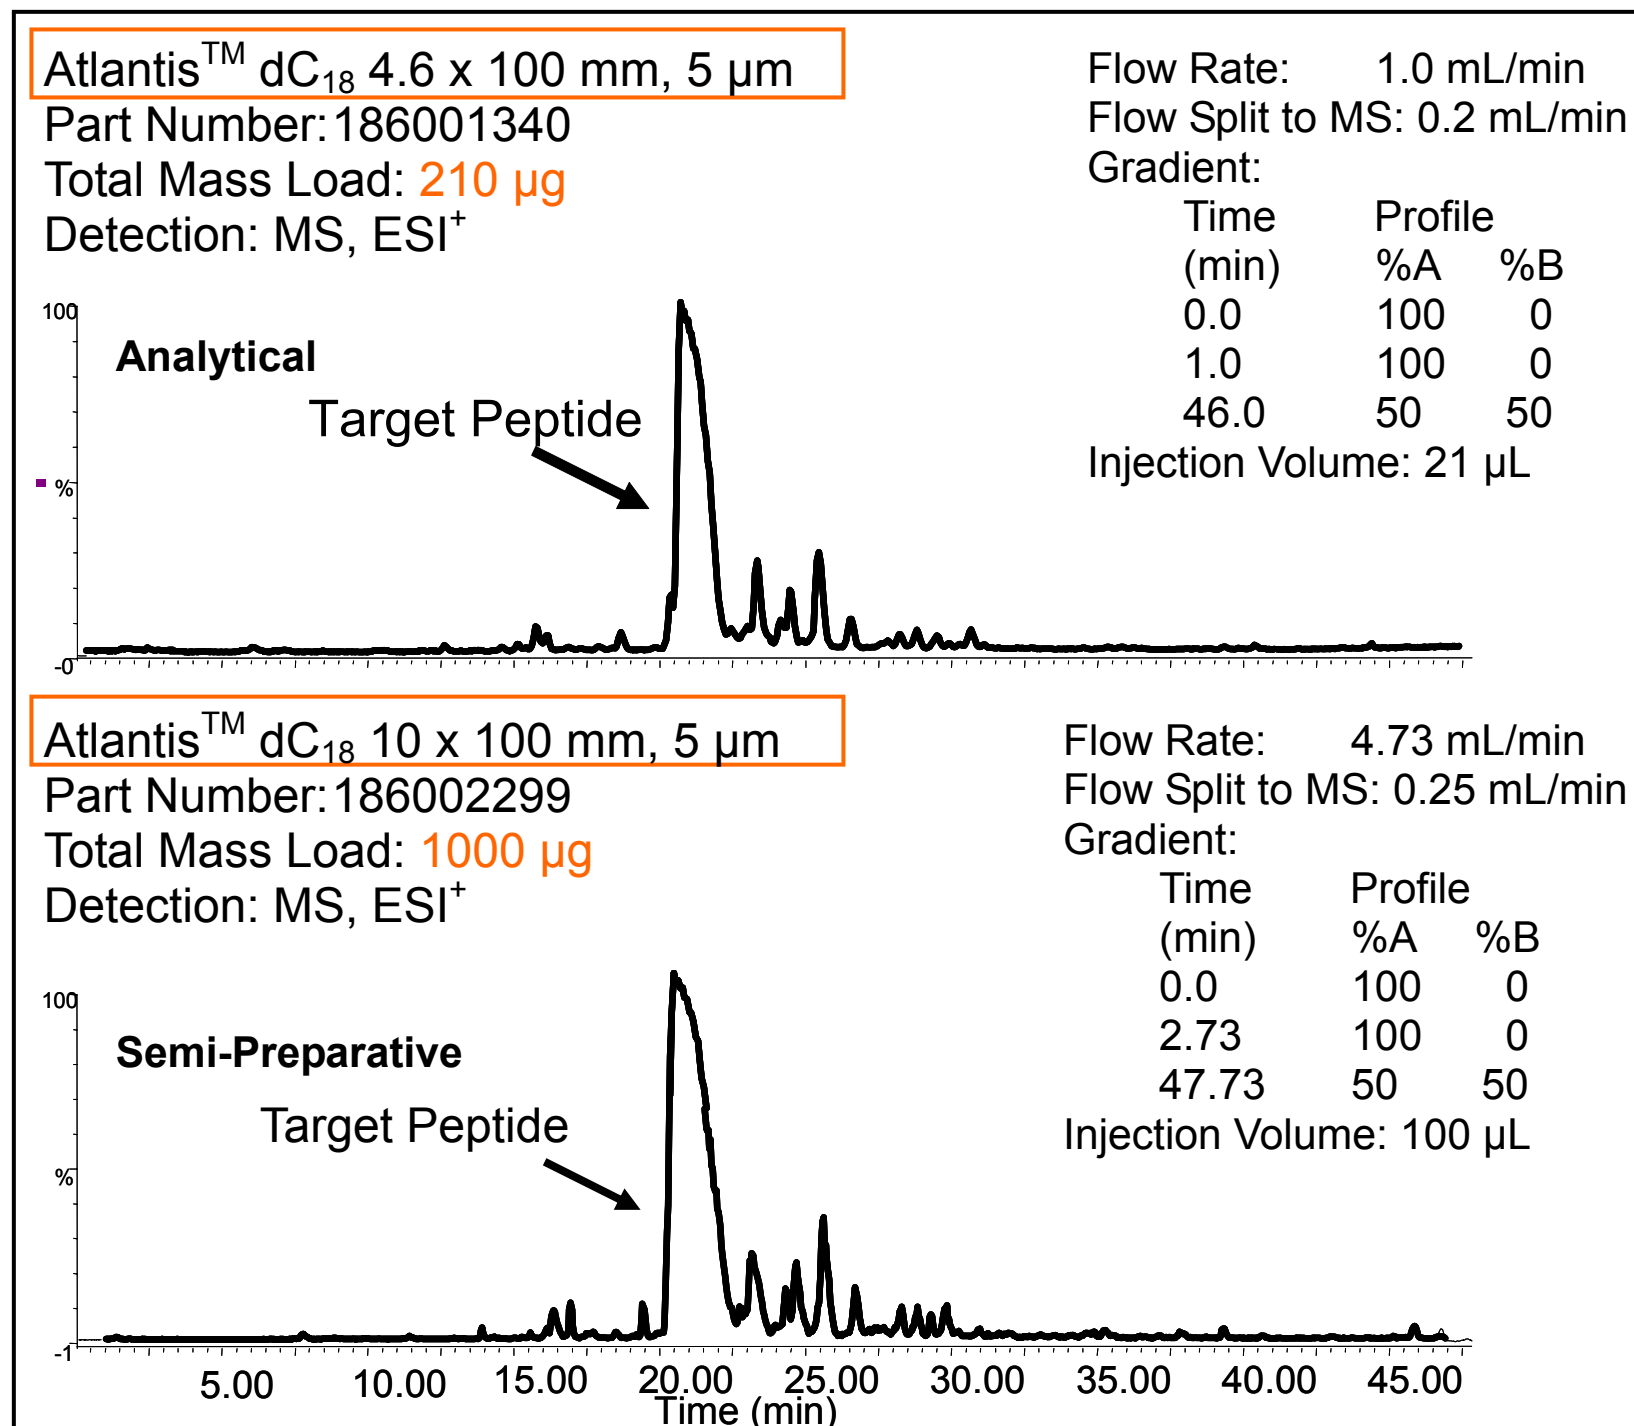 Atlantis™ dC₁₈ 4.6 x 100 mm, 5 µm
Part Number: 186001340
Total Mass Load: 210 µg
Detection: MS, ESI⁺
Flow Rate: 1.0 mL/min
Flow Split to MS: 0.2 mL/min
Gradient:
Time Profile
(min) %A %B
0.0 100 0
1.0 100 0
46.0 50 50
Injection Volume: 21 µL
100
Analytical
Target Peptide
%
-0
Atlantis™ dC₁₈ 10 x 100 mm, 5 µm
Part Number: 186002299
Total Mass Load: 1000 µg
Detection: MS, ESI⁺
Flow Rate: 4.73 mL/min
Flow Split to MS: 0.25 mL/min
Gradient:
Time Profile
(min) %A %B
0.0 100 0
2.73 100 0
47.73 50 50
Injection Volume: 100 µL
100
Semi-Preparative
Target Peptide
%
-1
5.00 10.00 15.00 20.00 25.00 30.00 35.00 40.00 45.00
Time (min)